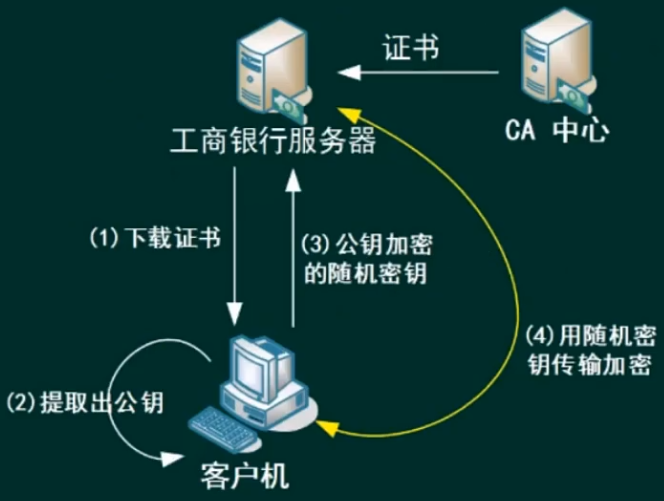 证书
工商银行服务器
CA 中心
(1)下载证书
(3)公钥加密
的随机密钥
(4)用随机密
钥传输加密
(2)提取出公钥
客户机